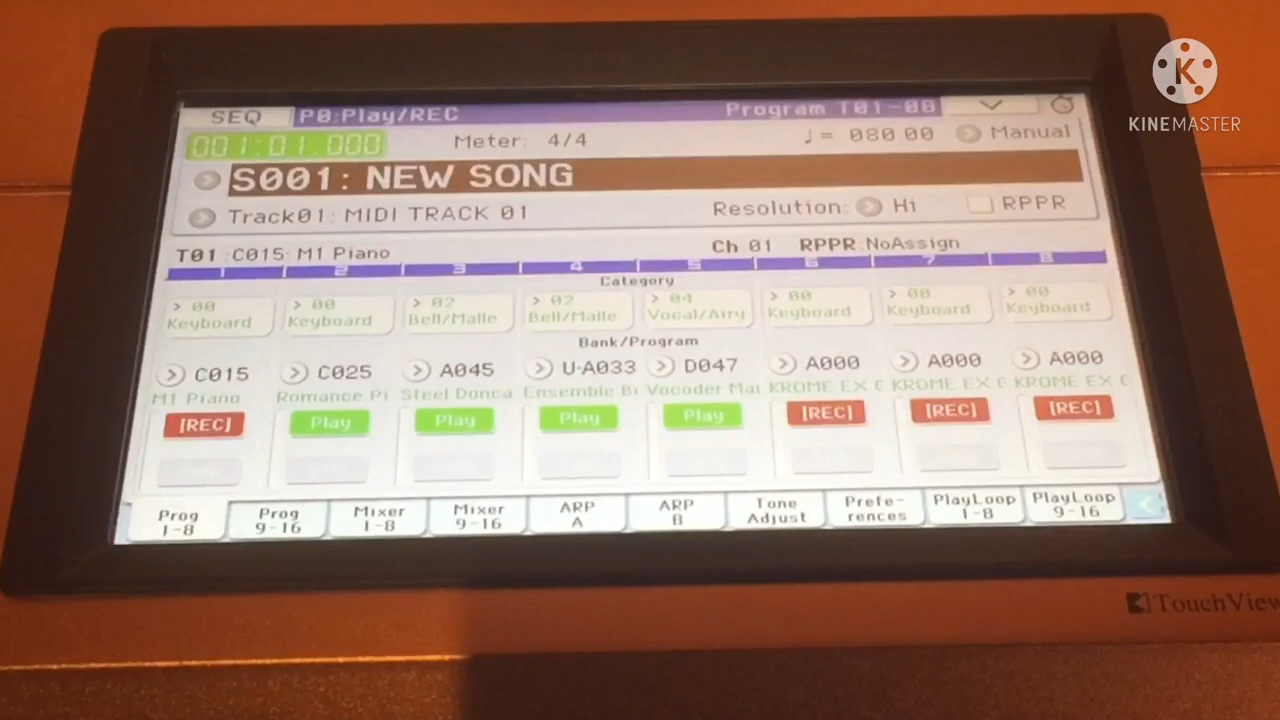 SEQ P0:Play/REC Program T01-08
001:01.000 Meter: 4/4 ♩= 080.00 Manual
S001: NEW SONG
Track01: MIDI TRACK 01 Resolution: Hi RPPR
T01:C015: M1 Piano Ch 01 RPPR:NoAssign
1 2 3 4 5 6 7 8
Category
> 00 > 00 > 02 > 02 > 04 > 00 > 00 > 00
Keyboard Keyboard Bell/Malle Bell/Malle Vocal/Airy Keyboard Keyboard Keyboard
Bank/Program
C015 C025 A045 U-A033 D047 A000 A000 A000
M1 Piano Romance Pi Steel Donca Ensemble Vocoder Mai KROME EX KROME EX KROME EX
[REC] Play Play Play Play [REC] [REC] [REC]
Prog 1-8 Prog 9-16 Mixer 1-8 Mixer 9-16 ARP A ARP B Tone Adjust Prefe-rences PlayLoop 1-8 PlayLoop 9-16
TouchView
K
KINEMASTER